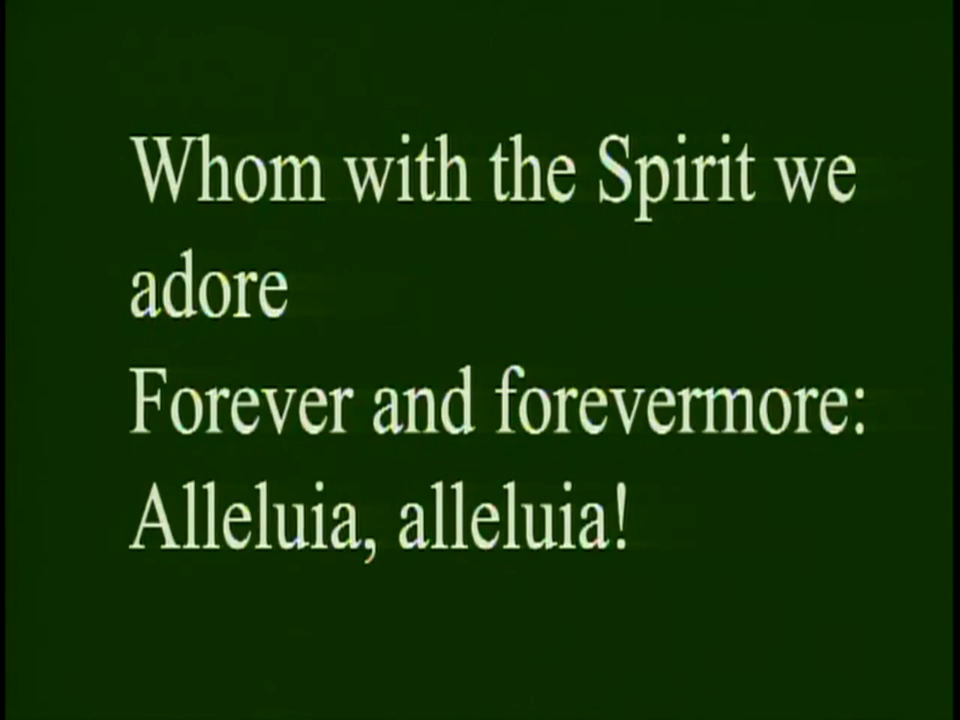 Whom with the Spirit we
adore
Forever and forevermore:
Alleluia, alleluia!